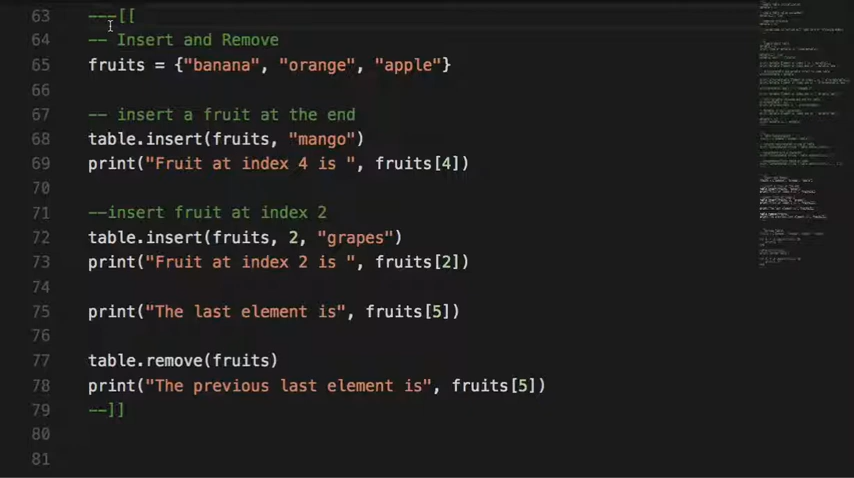 63 ---[[
64 -- Insert and Remove
65 fruits = {"banana", "orange", "apple"}
66
67 -- insert a fruit at the end
68 table.insert(fruits, "mango")
69 print("Fruit at index 4 is ", fruits[4])
70
71 --insert fruit at index 2
72 table.insert(fruits, 2, "grapes")
73 print("Fruit at index 2 is ", fruits[2])
74
75 print("The last element is", fruits[5])
76
77 table.remove(fruits)
78 print("The previous last element is", fruits[5])
79 --]]
80
81